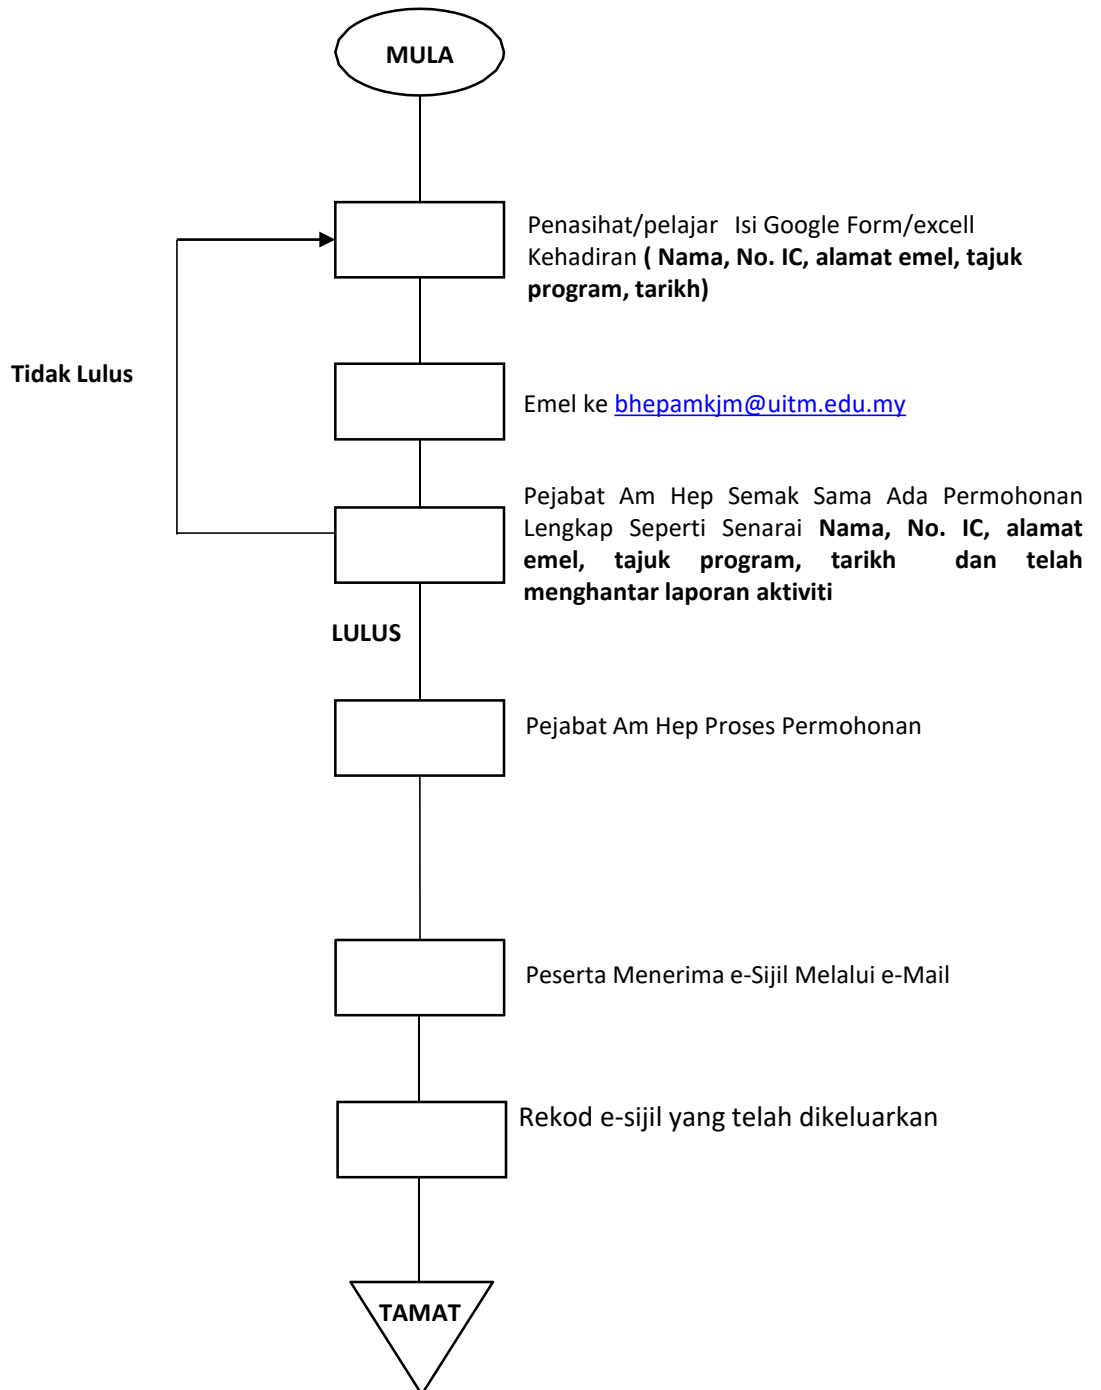 MULA
Penasihat/pelajar Isi Google Form/excell
Kehadiran ( Nama, No. IC, alamat emel, tajuk
program, tarikh)
Tidak Lulus
Emel ke bhepamkjm@uitm.edu.my
Pejabat Am Hep Semak Sama Ada Permohonan
Lengkap Seperti Senarai Nama, No. IC, alamat
emel, tajuk program, tarikh dan telah
menghantar laporan aktiviti
LULUS
Pejabat Am Hep Proses Permohonan
Peserta Menerima e-Sijil Melalui e-Mail
Rekod e-sijil yang telah dikeluarkan
TAMAT